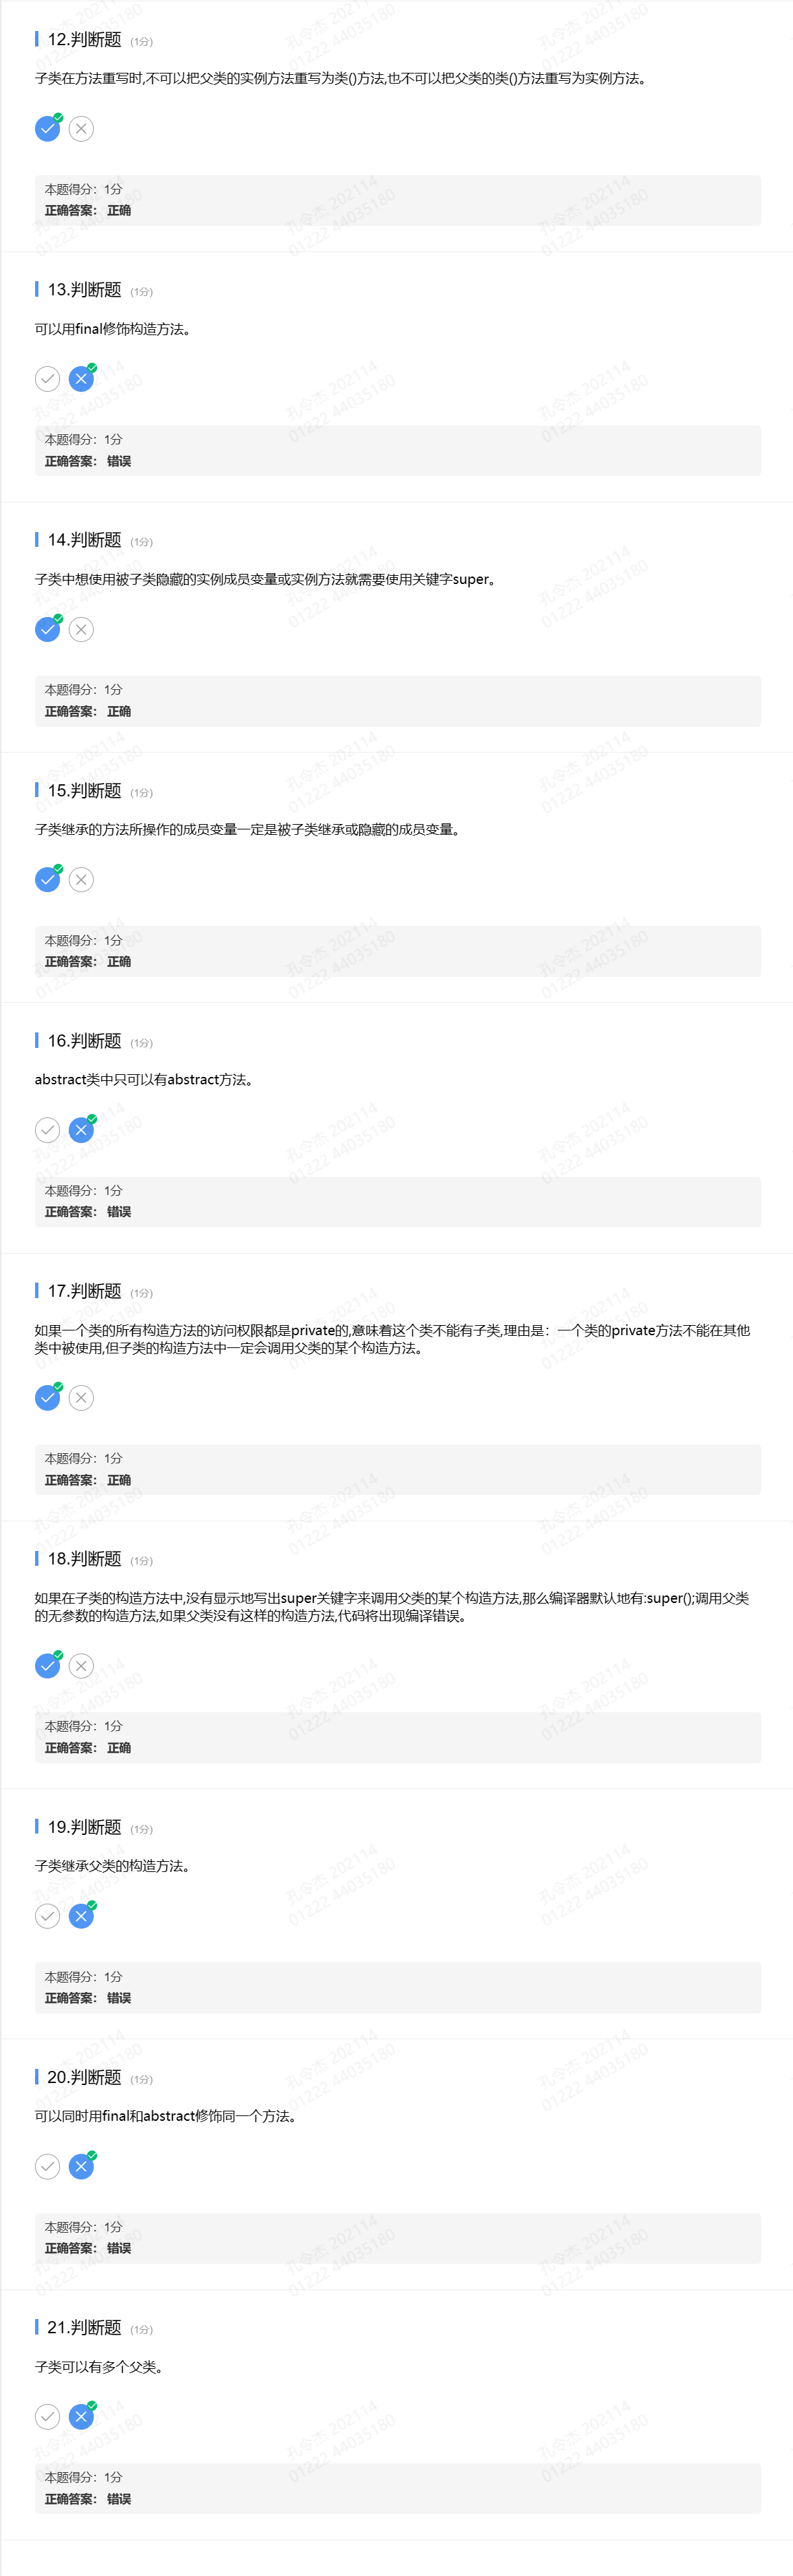 12.判断题 (1分)
子类在方法重写时,不可以把父类的实例方法重写为类()方法,也不可以把父类的类()方法重写为实例方法。
本题得分：1分
正确答案： 正确
13.判断题 (1分)
可以用final修饰构造方法。
本题得分：1分
正确答案： 错误
14.判断题 (1分)
子类中想使用被子类隐藏的实例成员变量或实例方法就需要使用关键字super。
本题得分：1分
正确答案： 正确
15.判断题 (1分)
子类继承的方法所操作的成员变量一定是被子类继承或隐藏的成员变量。
本题得分：1分
正确答案： 正确
16.判断题 (1分)
abstract类中只可以有abstract方法。
本题得分：1分
正确答案： 错误
17.判断题 (1分)
如果一个类的所有构造方法的访问权限都是private的,意味着这个类不能有子类,理由是：一个类的private方法不能在其他
类中被使用,但子类的构造方法中一定会调用父类的某个构造方法。
本题得分：1分
正确答案： 正确
18.判断题 (1分)
如果在子类的构造方法中,没有显示地写出super关键字来调用父类的某个构造方法,那么编译器默认地有:super();调用父类
的无参数的构造方法,如果父类没有这样的构造方法,代码将出现编译错误。
本题得分：1分
正确答案： 正确
19.判断题 (1分)
子类继承父类的构造方法。
本题得分：1分
正确答案： 错误
20.判断题 (1分)
可以同时用final和abstract修饰同一个方法。
本题得分：1分
正确答案： 错误
21.判断题 (1分)
子类可以有多个父类。
本题得分：1分
正确答案： 错误
孔令杰 202114
01222 44035180